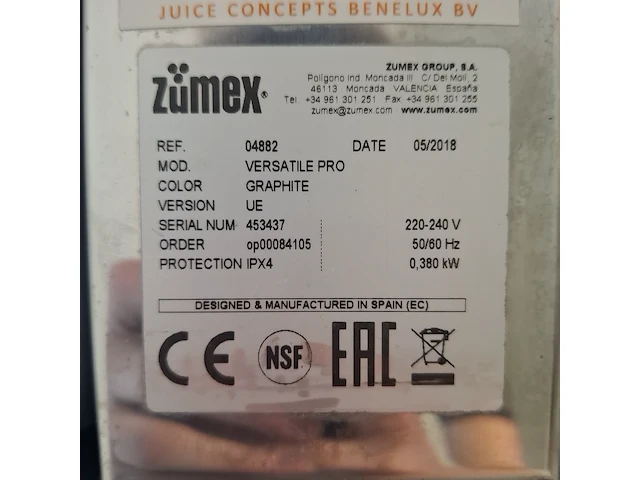 JUICE CONCEPTS BENELUX BV
zümex®
ZUMEX GROUP, S.A.
Polígono ind. Moncada III C/ Del Molí, 2
46113 Moncada VALENCIA España
Tel. +34 961 301 251 Fax +34 961 301 255
zumex@zumex.com www.zumex.com
REF. 04882 DATE 05/2018
MOD. VERSATILE PRO
COLOR GRAPHITE
VERSION UE
SERIAL NUM 453437 220-240 V
ORDER op00084105 50/60 Hz
PROTECTION IPX4 0,380 kW
DESIGNED & MANUFACTURED IN SPAIN (EC)
CE NSF EAC